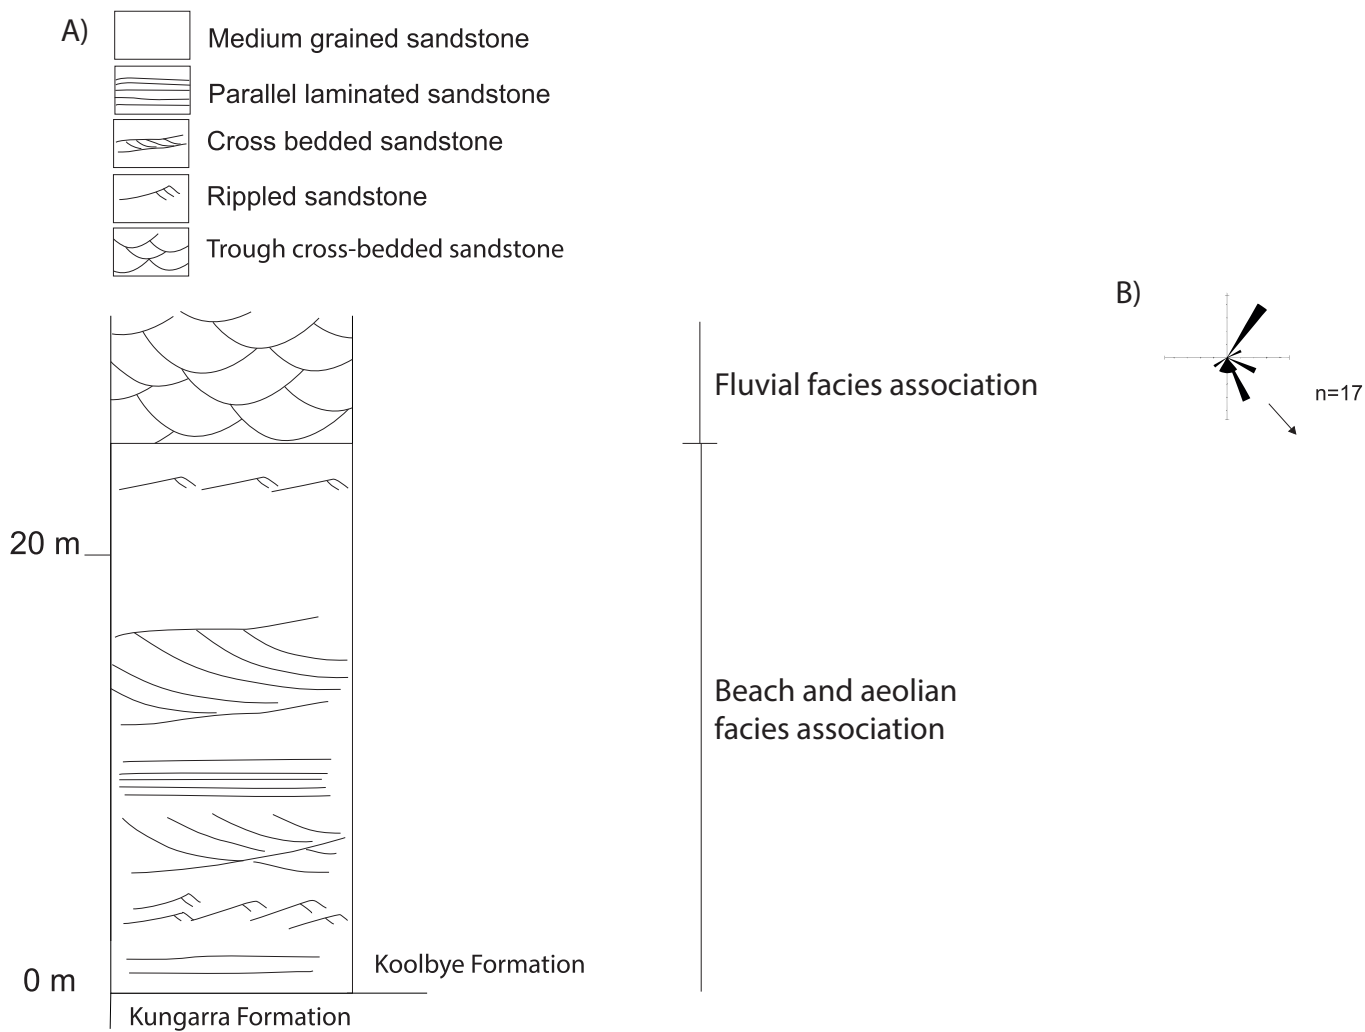 A)
Medium grained sandstone
Parallel laminated sandstone
Cross bedded sandstone
Rippled sandstone
Trough cross-bedded sandstone
B)
n=17
Fluvial facies association
20 m
Beach and aeolian
facies association
0 m
Koolbye Formation
Kungarra Formation